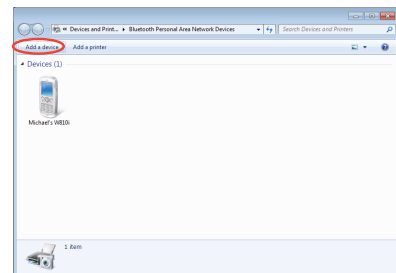 « Devices and Print... ▸ Bluetooth Personal Area Network Devices
Search Devices and Printers
Add a device Add a printer
Devices (1)
Michael's W810i
1 item